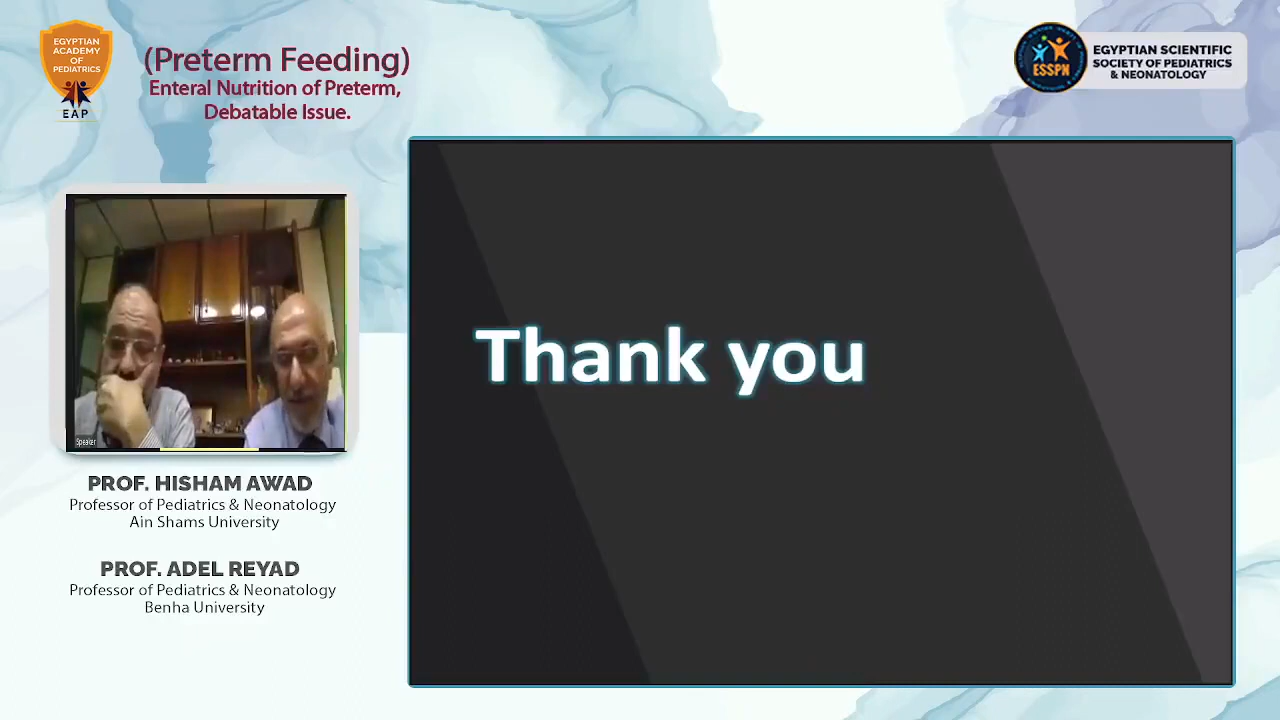 EGYPTIAN
ACADEMY
OF
PEDIATRICS
EAP
(Preterm Feeding)
Enteral Nutrition of Preterm,
Debatable Issue.
ESSPN
EGYPTIAN SCIENTIFIC
SOCIETY OF PEDIATRICS
& NEONATOLOGY
Speaker
PROF. HISHAM AWAD
Professor of Pediatrics & Neonatology
Ain Shams University
PROF. ADEL REYAD
Professor of Pediatrics & Neonatology
Benha University
Thank you